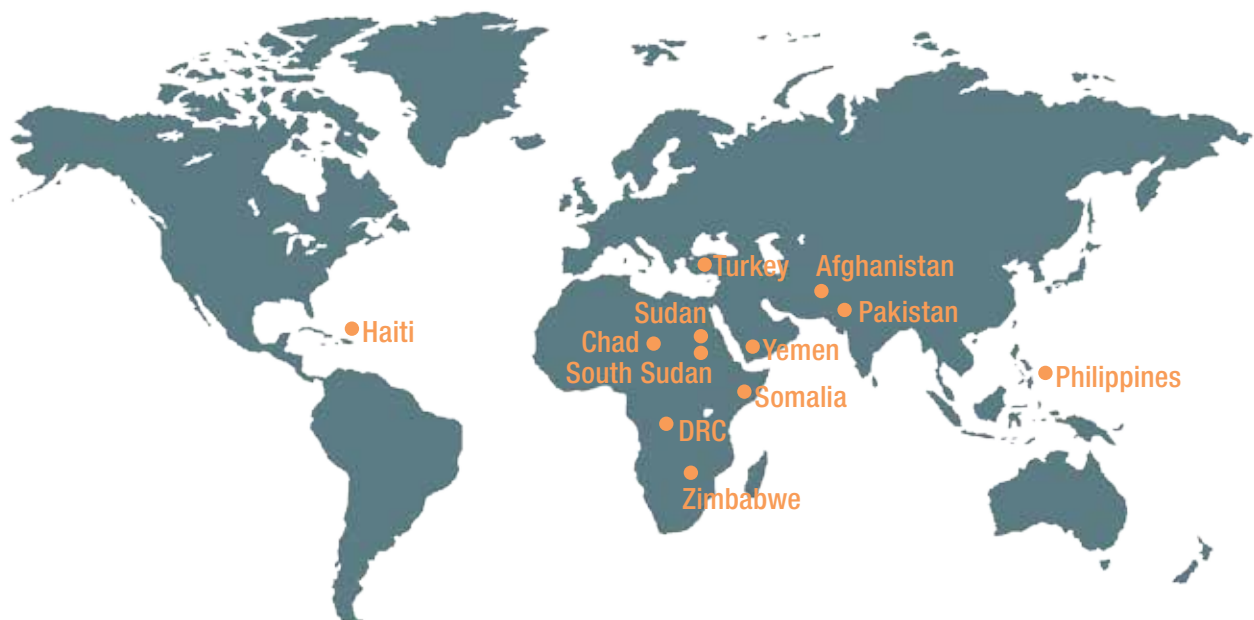 Turkey
Afghanistan
Sudan
Pakistan
Haiti
Chad
Yemen
South Sudan
Philippines
Somalia
DRC
Zimbabwe